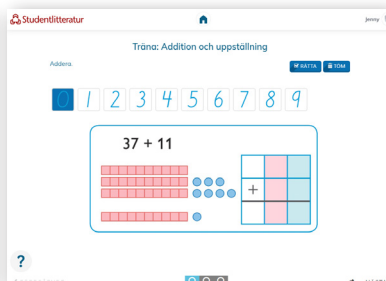 Studentlitteratur
Jenny
Träna: Addition och uppställning
Addera
RÄTTA
TÖM
0 1 2 3 4 5 6 7 8 9
37 + 11
+
?